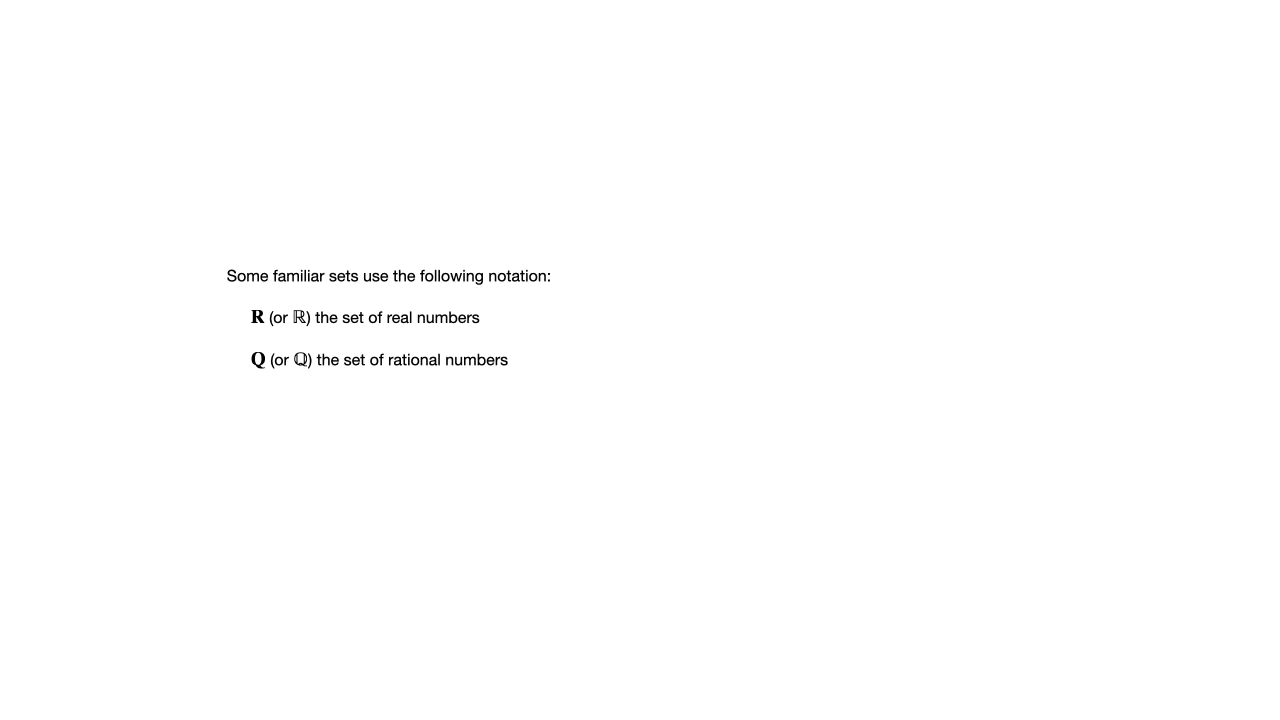 Some familiar sets use the following notation:
𝐑 (or ℝ) the set of real numbers
𝐐 (or ℚ) the set of rational numbers